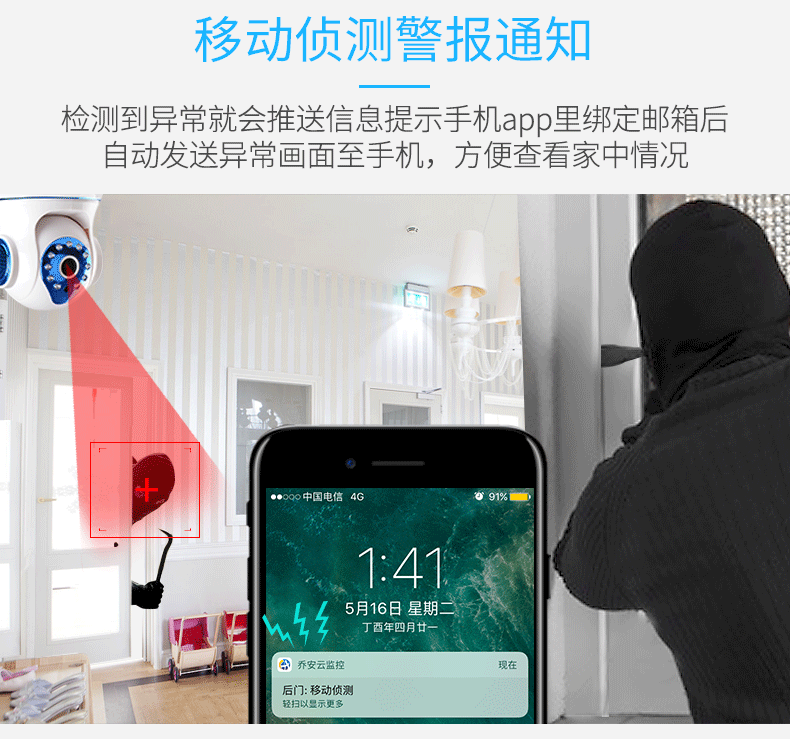 移动侦测警报通知
检测到异常就会推送信息提示手机app里绑定邮箱后
自动发送异常画面至手机，方便查看家中情况
中国电信 4G 91%
1:41
5月16日 星期二
丁酉年四月廿一
乔安云监控 现在
后门: 移动侦测
轻扫以显示更多